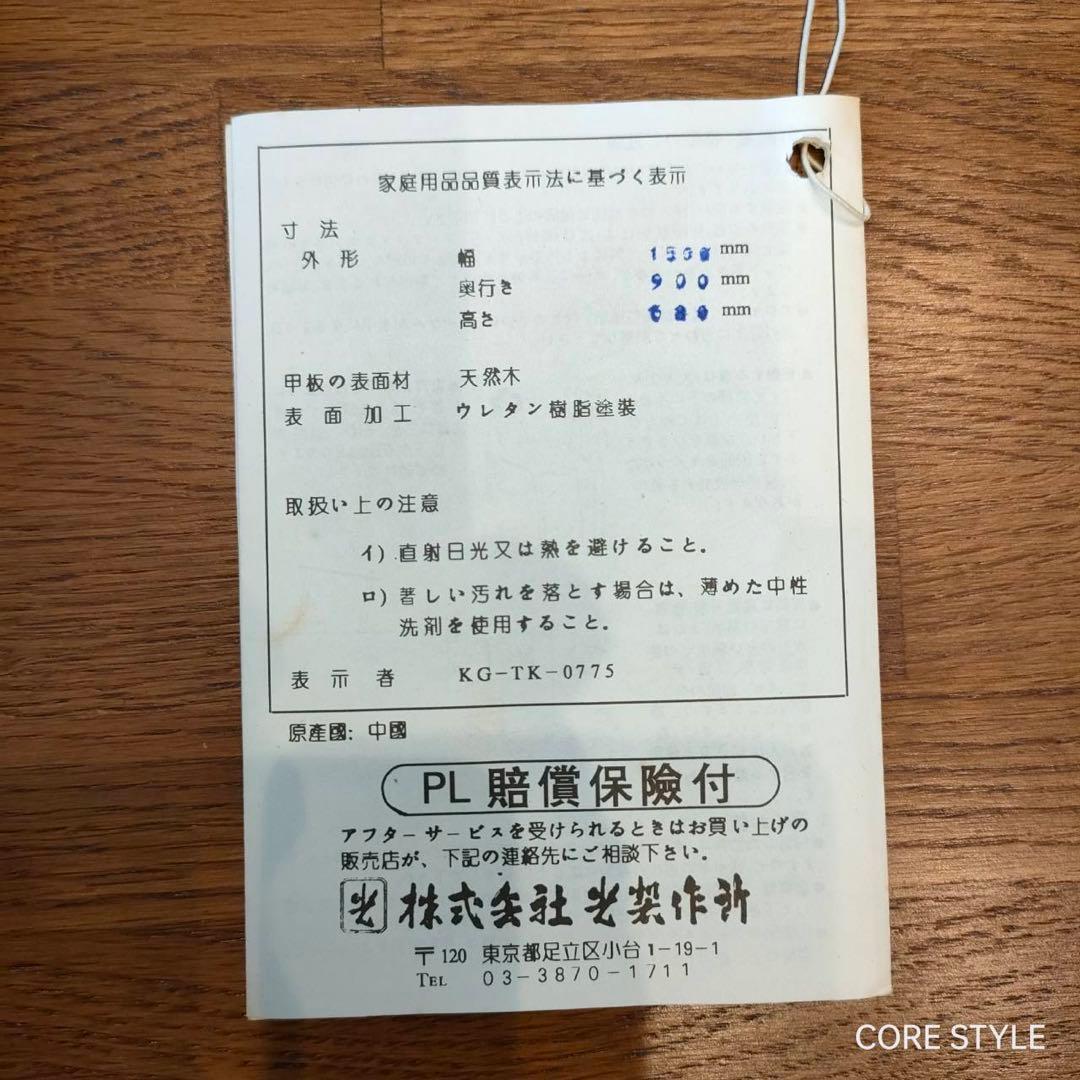 家庭用品品質表示法に基づく表示
寸 法
外 形 幅 mm
奥行き 900 mm
高さ mm
甲板の表面材 天然木
表 面 加 工 ウレタン樹脂塗装
取扱い上の注意
イ) 直射日光又は熱を避けること。
ロ) 著しい汚れを落とす場合は、薄めた中性
洗剤を使用すること。
表 示 者 KG-TK-0775
原產國: 中國
PL 賠償保險付
アフターサービスを受けられるときはお買い上げの
販売店が、下記の連絡先にご相談下さい。
光 株式会社 光製作所
〒120 東京都足立区小台1-19-1
TEL 03-3870-1711
CORE STYLE